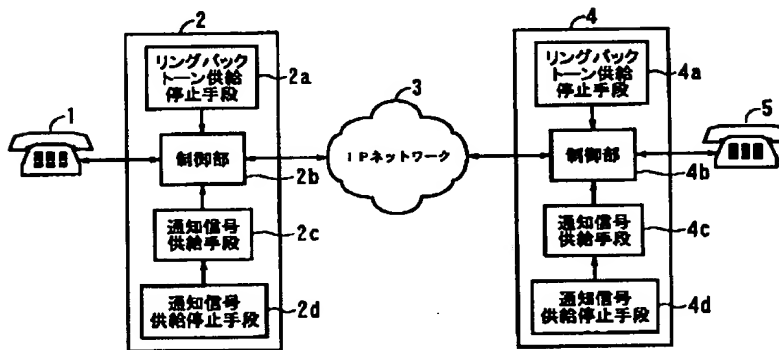 2
4
リングバック
トーン供給
停止手段
2a
リングバック
トーン供給
停止手段
4a
1
3
5
制御部
2b
IPネットワーク
制御部
4b
通知信号
供給手段
2c
通知信号
供給手段
4c
通知信号
供給停止手段
2d
通知信号
供給停止手段
4d